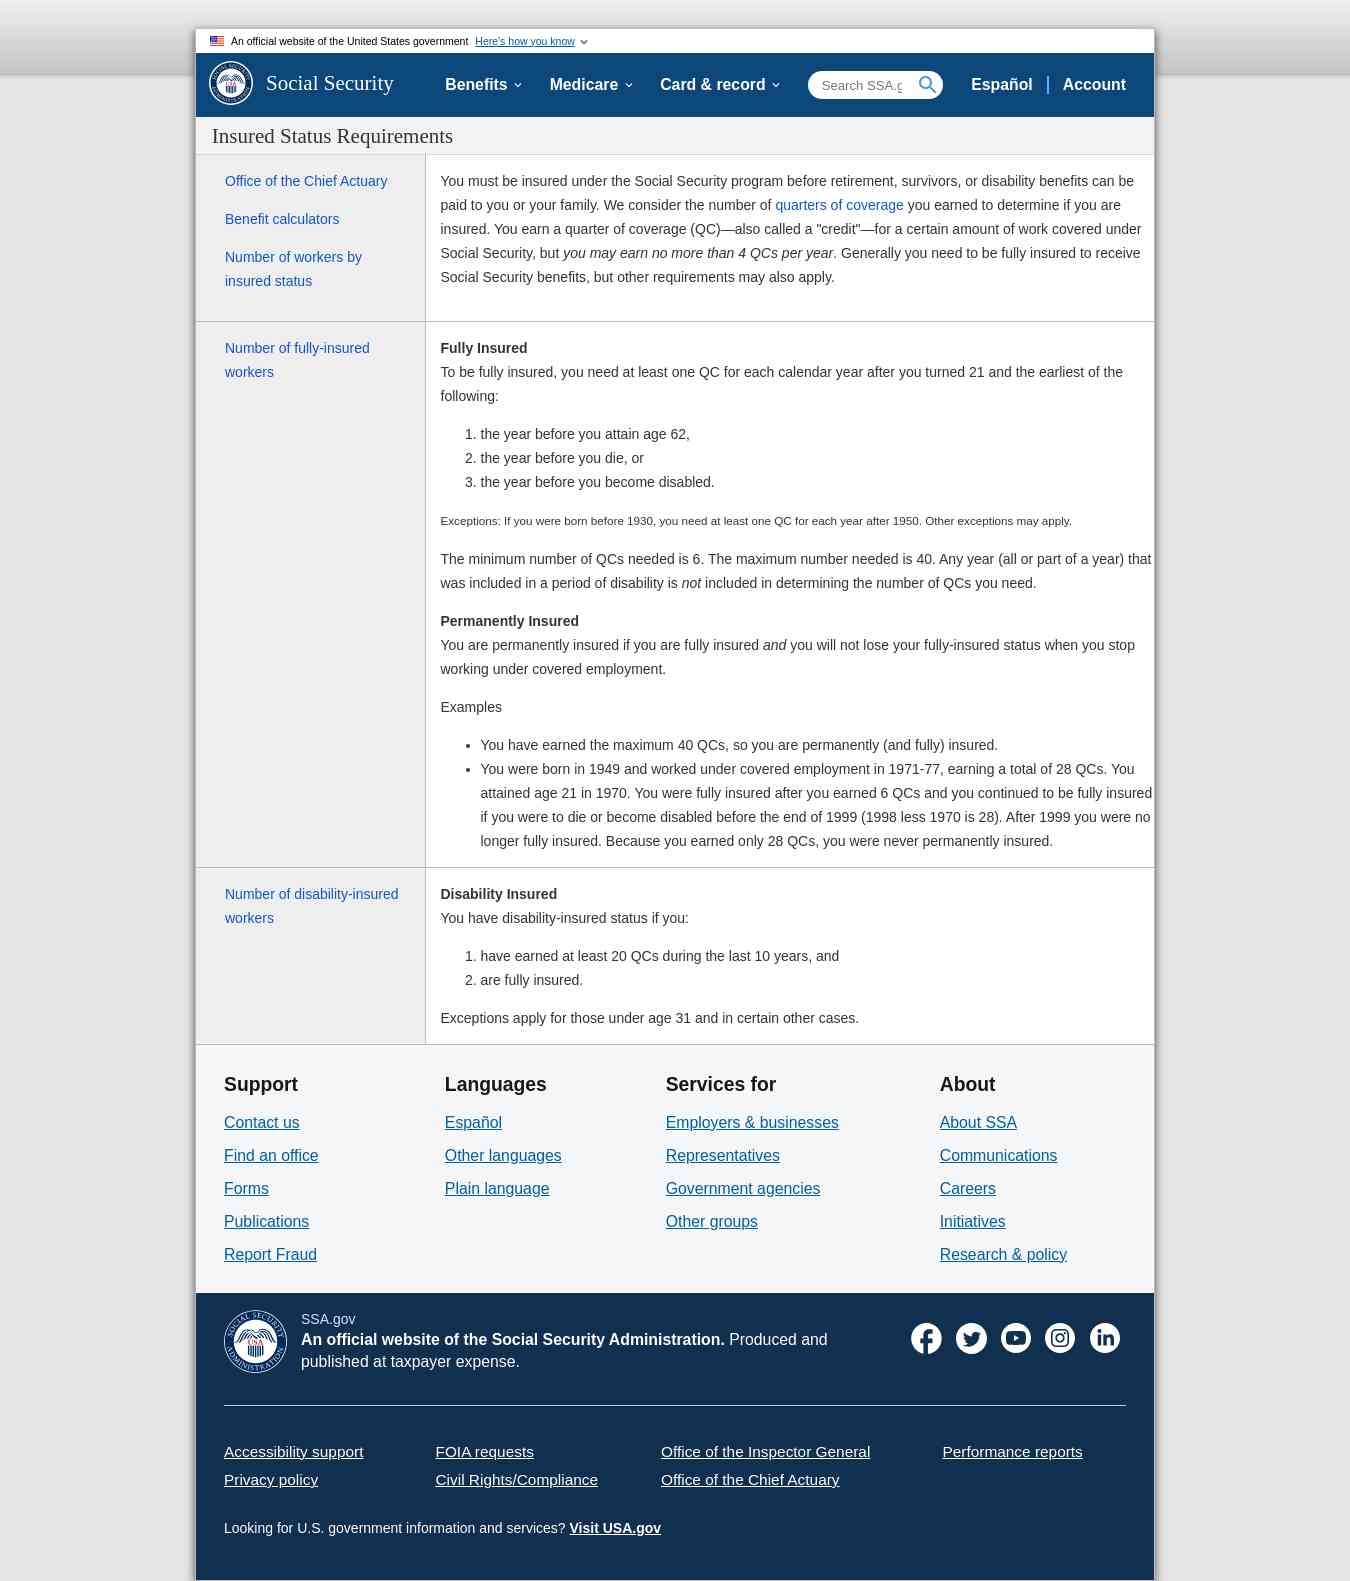 An official website of the United States government Here's how you know
Social Security
Benefits
Medicare
Card & record
Search SSA.g
Español
Account
Insured Status Requirements
Office of the Chief Actuary
Benefit calculators
Number of workers by
insured status
You must be insured under the Social Security program before retirement, survivors, or disability benefits can be
paid to you or your family. We consider the number of quarters of coverage you earned to determine if you are
insured. You earn a quarter of coverage (QC)—also called a "credit"—for a certain amount of work covered under
Social Security, but you may earn no more than 4 QCs per year. Generally you need to be fully insured to receive
Social Security benefits, but other requirements may also apply.
Number of fully-insured
workers
Fully Insured
To be fully insured, you need at least one QC for each calendar year after you turned 21 and the earliest of the
following:
1. the year before you attain age 62,
2. the year before you die, or
3. the year before you become disabled.
Exceptions: If you were born before 1930, you need at least one QC for each year after 1950. Other exceptions may apply.
The minimum number of QCs needed is 6. The maximum number needed is 40. Any year (all or part of a year) that
was included in a period of disability is not included in determining the number of QCs you need.
Permanently Insured
You are permanently insured if you are fully insured and you will not lose your fully-insured status when you stop
working under covered employment.
Examples
• You have earned the maximum 40 QCs, so you are permanently (and fully) insured.
• You were born in 1949 and worked under covered employment in 1971-77, earning a total of 28 QCs. You
attained age 21 in 1970. You were fully insured after you earned 6 QCs and you continued to be fully insured
if you were to die or become disabled before the end of 1999 (1998 less 1970 is 28). After 1999 you were no
longer fully insured. Because you earned only 28 QCs, you were never permanently insured.
Number of disability-insured
workers
Disability Insured
You have disability-insured status if you:
1. have earned at least 20 QCs during the last 10 years, and
2. are fully insured.
Exceptions apply for those under age 31 and in certain other cases.
Support
Contact us
Find an office
Forms
Publications
Report Fraud
Languages
Español
Other languages
Plain language
Services for
Employers & businesses
Representatives
Government agencies
Other groups
About
About SSA
Communications
Careers
Initiatives
Research & policy
SOCIAL SECURITY
USA
ADMINISTRATION
SSA.gov
An official website of the Social Security Administration. Produced and
published at taxpayer expense.
Accessibility support
FOIA requests
Office of the Inspector General
Performance reports
Privacy policy
Civil Rights/Compliance
Office of the Chief Actuary
Looking for U.S. government information and services? Visit USA.gov